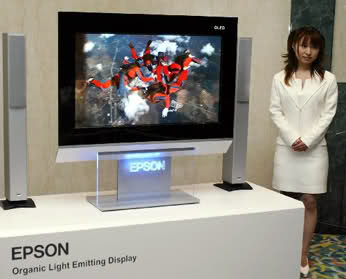 OLED
EPSON
EPSON
Organic Light Emitting Display